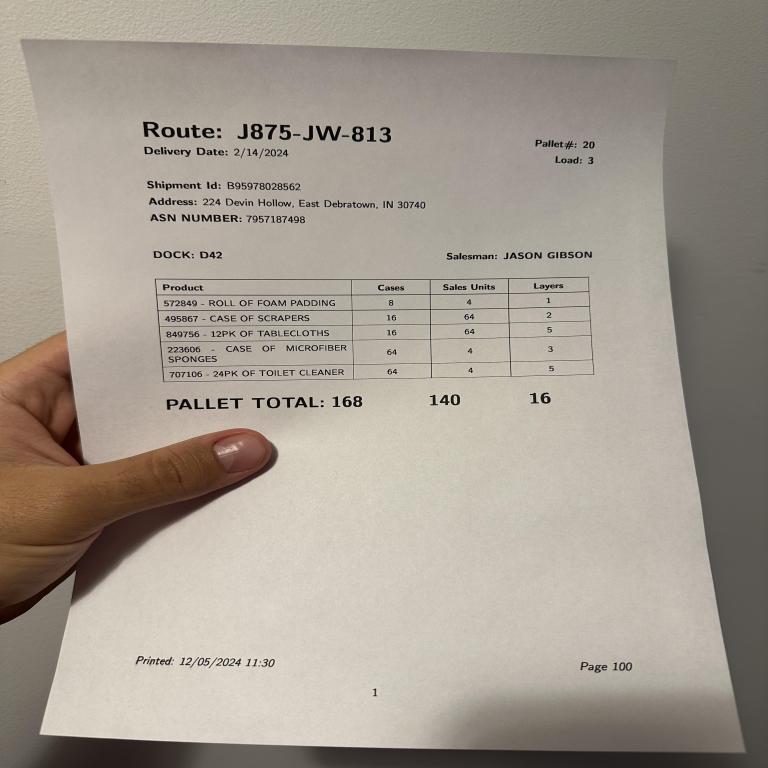 Route: J875-JW-813
Delivery Date: 2/14/2024
Pallet#: 20
Load: 3
Shipment Id: B95978028562
Address: 224 Devin Hollow, East Debratown, IN 30740
ASN NUMBER: 7957187498
DOCK: D42 Salesman: JASON GIBSON
Product Cases Sales Units Layers
572849 - ROLL OF FOAM PADDING 8 4 1
495867 - CASE OF SCRAPERS 16 64 2
849756 - 12PK OF TABLECLOTHS 16 64 5
223606 - CASE OF MICROFIBER
SPONGES 64 4 3
707106 - 24PK OF TOILET CLEANER 64 4 5
PALLET TOTAL: 168 140 16
Printed: 12/05/2024 11:30 Page 100
1